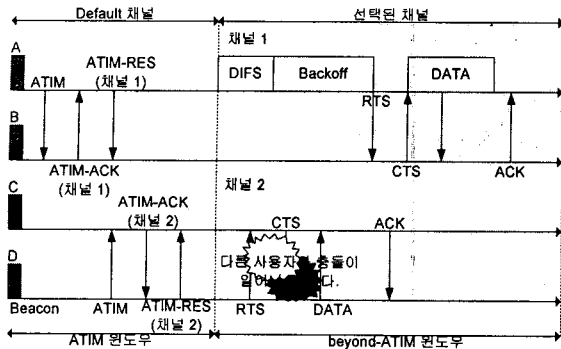 Default 채널
선택된 채널
채널 1
A
ATIM-RES
(채널 1)
ATIM
DIFS
Backoff
DATA
RTS
B
ATIM-ACK
(채널 1)
CTS
ACK
채널 2
C
ATIM-ACK
(채널 2)
CTS
ACK
다른 사용자 충돌이
D
Beacon
ATIM
ATIM-RES
(채널 2)
RTS
DATA
ATIM 윈도우
beyond-ATIM 윈도우